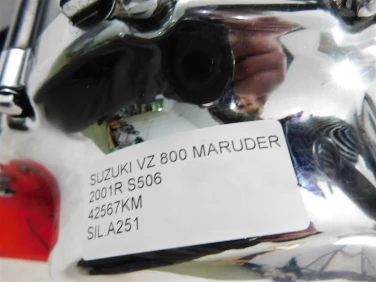 SUZUKI VZ 800 MARUDER
2001R S506
42567KM
SIL.A251